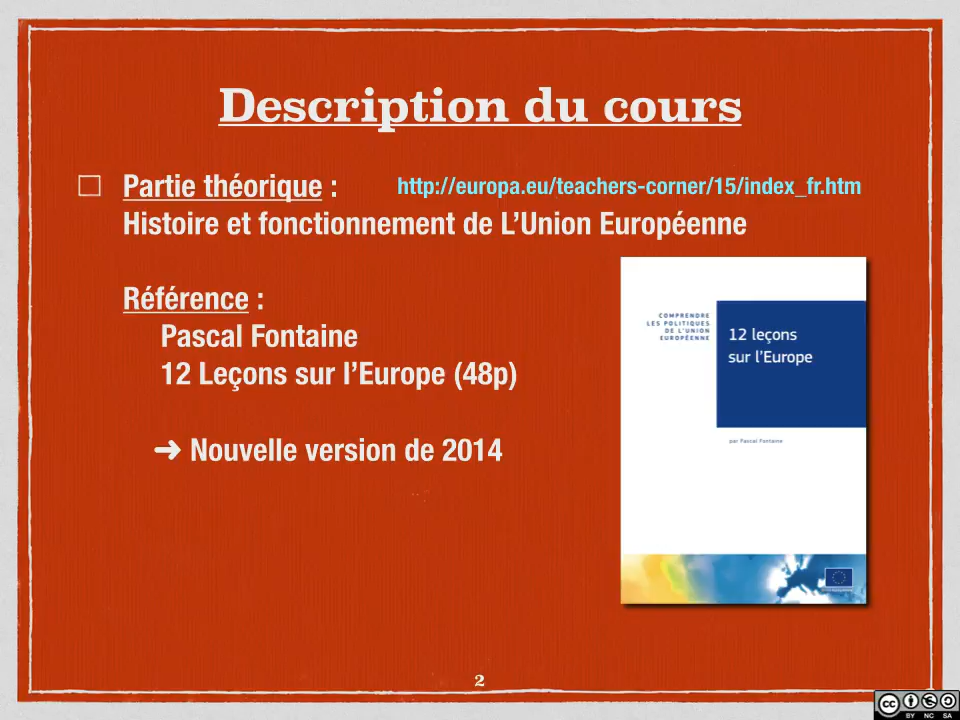 Description du cours
Partie théorique :
http://europa.eu/teachers-corner/15/index_fr.htm
Histoire et fonctionnement de L’Union Européenne
Référence :
Pascal Fontaine
12 Leçons sur l’Europe (48p)
➜ Nouvelle version de 2014
COMPRENDRE
LES POLITIQUES
DE L’UNION
EUROPÉENNE
12 leçons
sur l’Europe
par Pascal Fontaine
2
cc
BY NC SA